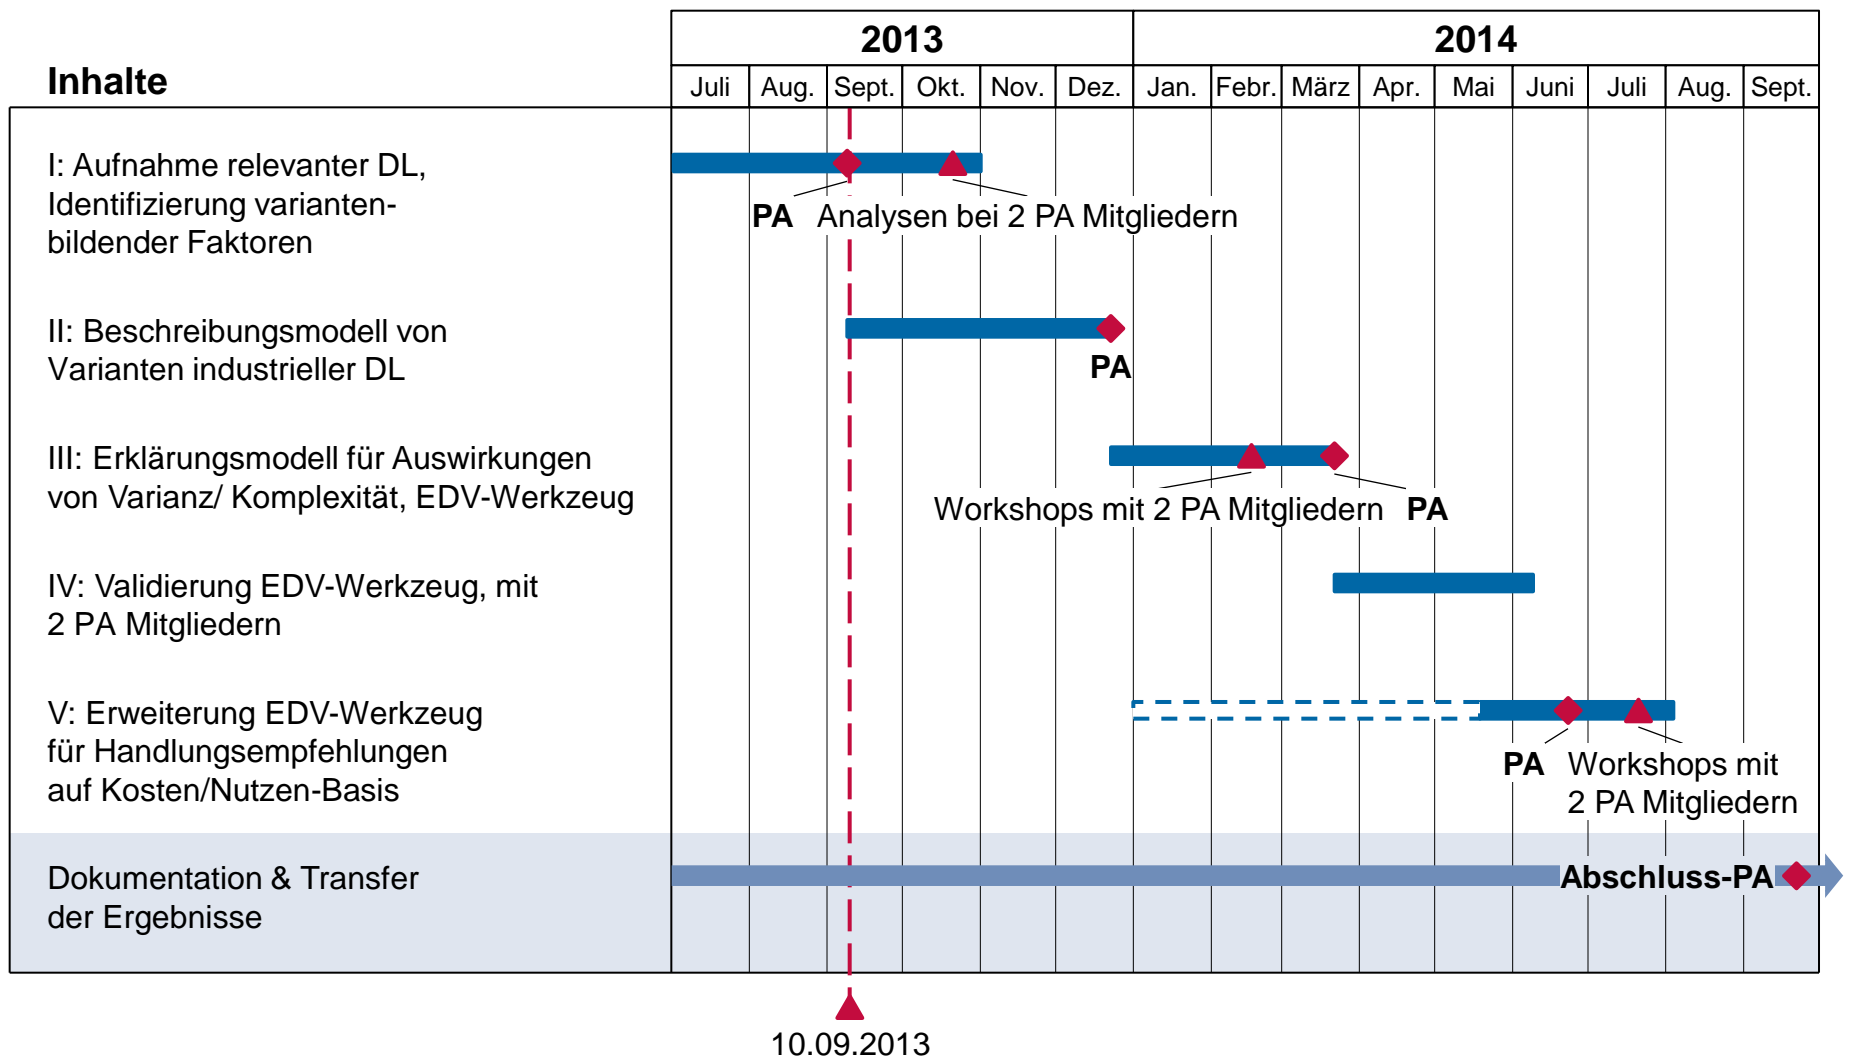 2013
2014
Inhalte
Juli Aug. Sept. Okt. Nov. Dez. Jan. Febr. März Apr. Mai Juni Juli Aug. Sept.
I: Aufnahme relevanter DL,
Identifizierung varianten-
bildender Faktoren
PA Analysen bei 2 PA Mitgliedern
II: Beschreibungsmodell von
Varianten industrieller DL
PA
III: Erklärungsmodell für Auswirkungen
von Varianz/ Komplexität, EDV-Werkzeug
Workshops mit 2 PA Mitgliedern PA
IV: Validierung EDV-Werkzeug, mit
2 PA Mitgliedern
V: Erweiterung EDV-Werkzeug
für Handlungsempfehlungen
auf Kosten/Nutzen-Basis
PA Workshops mit
2 PA Mitgliedern
Dokumentation & Transfer
der Ergebnisse
Abschluss-PA
10.09.2013